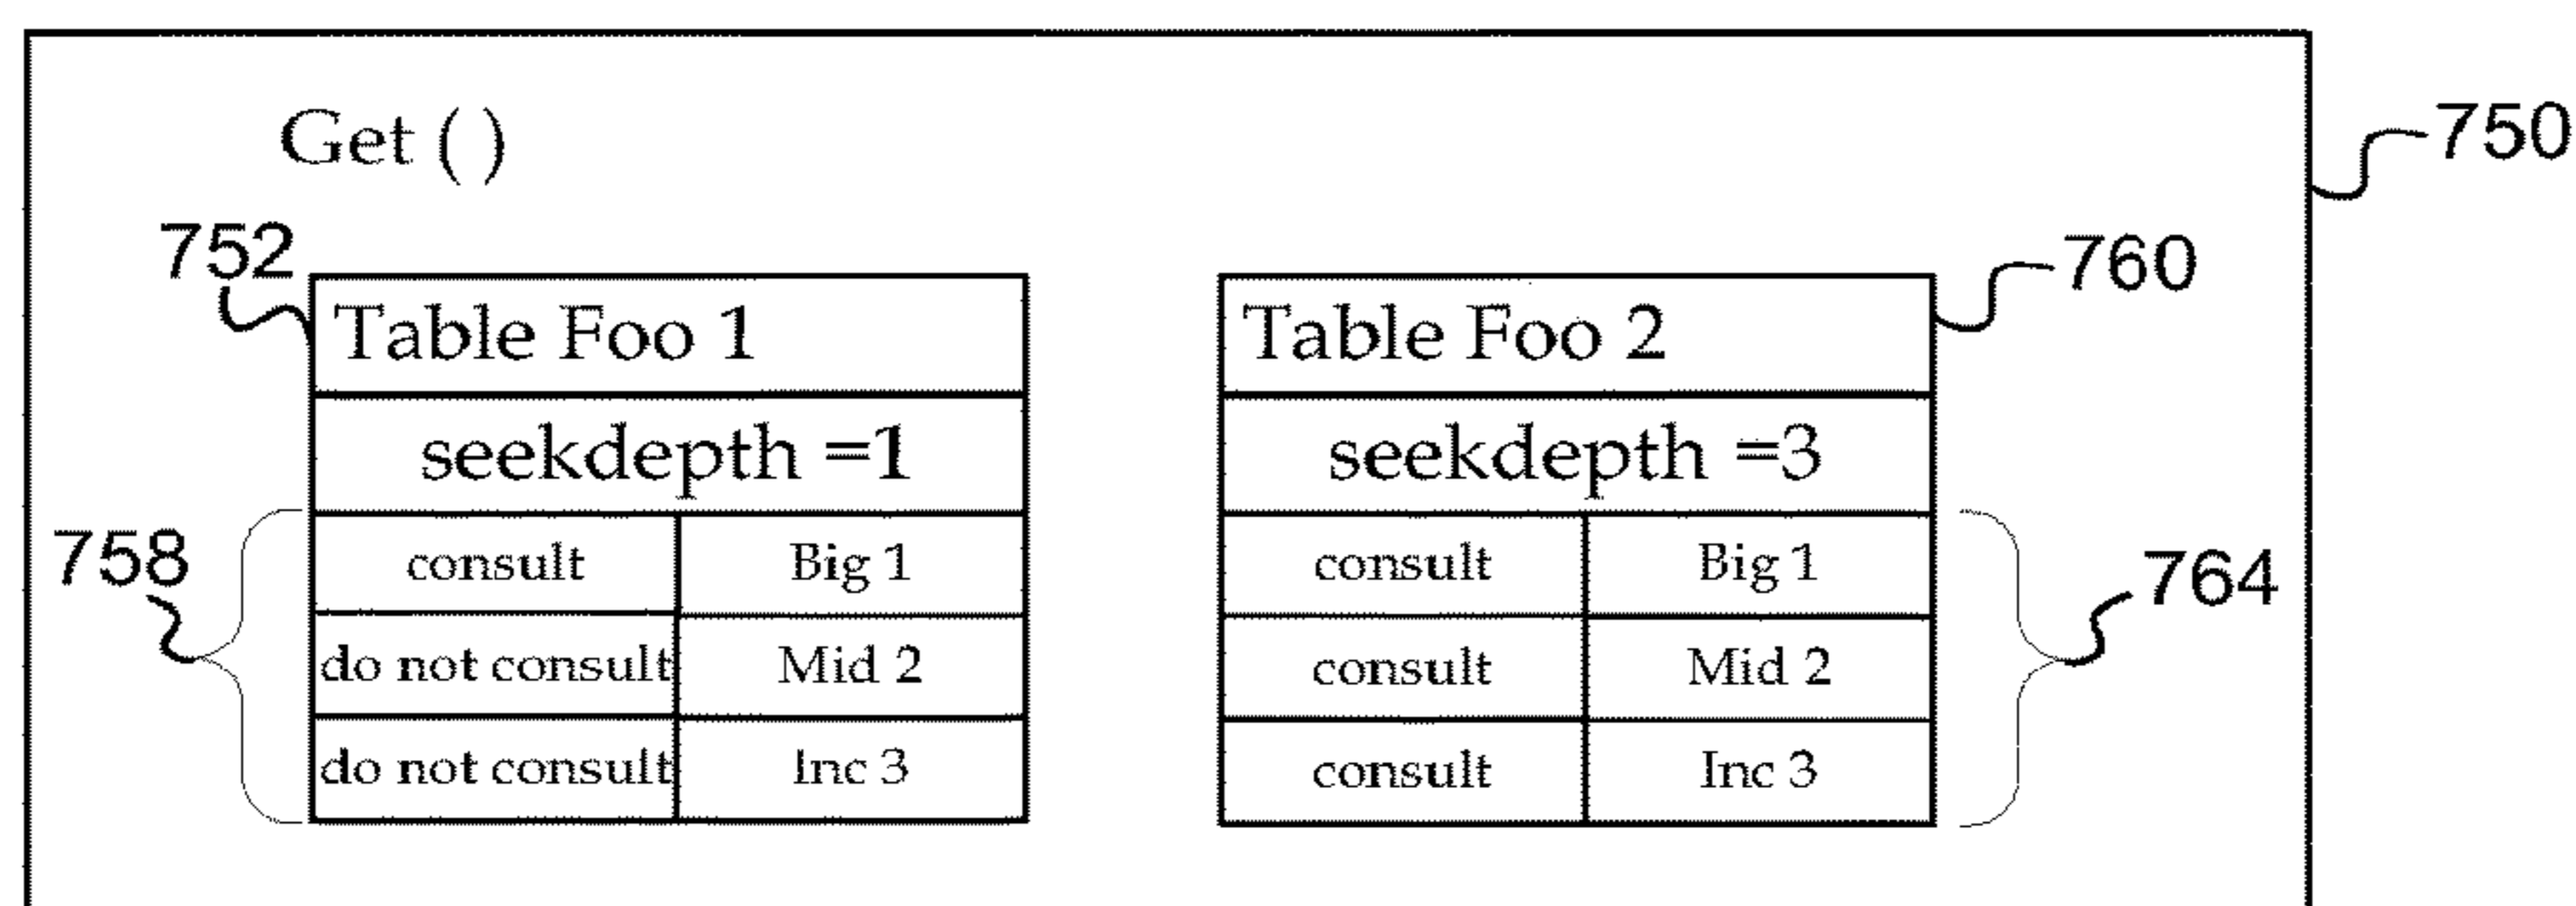 Get ( )
750
752
760
Table Foo 1
Table Foo 2
seekdepth =1
seekdepth =3
758
consult Big 1
consult Big 1
764
do not consult Mid 2
consult Mid 2
do not consult Inc 3
consult Inc 3